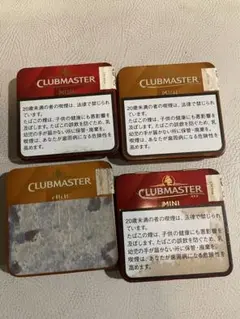 CLUBMASTER
20歳未満の者の喫煙は、法律で禁じられ
ています。
たばこの煙は、子供の健康にも悪影響を
及ぼします。たばこの誤飲を防ぐため、乳
幼児の手が届かない所に保管・廃棄を。
喫煙は、あなたが歯周病になる危険性を
高めます。
CLUBMASTER
20歳未満の者の喫煙は、法律で禁じられ
ています。
たばこの煙は、子供の健康にも悪影響を
及ぼします。たばこの誤飲を防ぐため、乳
幼児の手が届かない所に保管・廃棄を。
喫煙は、あなたが歯周病になる危険性を
高めます。
CLUBMASTER
CLUBMASTER
MINI
20歳未満の者の喫煙は、法律で禁じられ
ています。
たばこの煙は、子供の健康にも悪影響を
及ぼします。たばこの誤飲を防ぐため、乳
幼児の手が届かない所に保管・廃棄を。
喫煙は、あなたが歯周病になる危険性を
高めます。